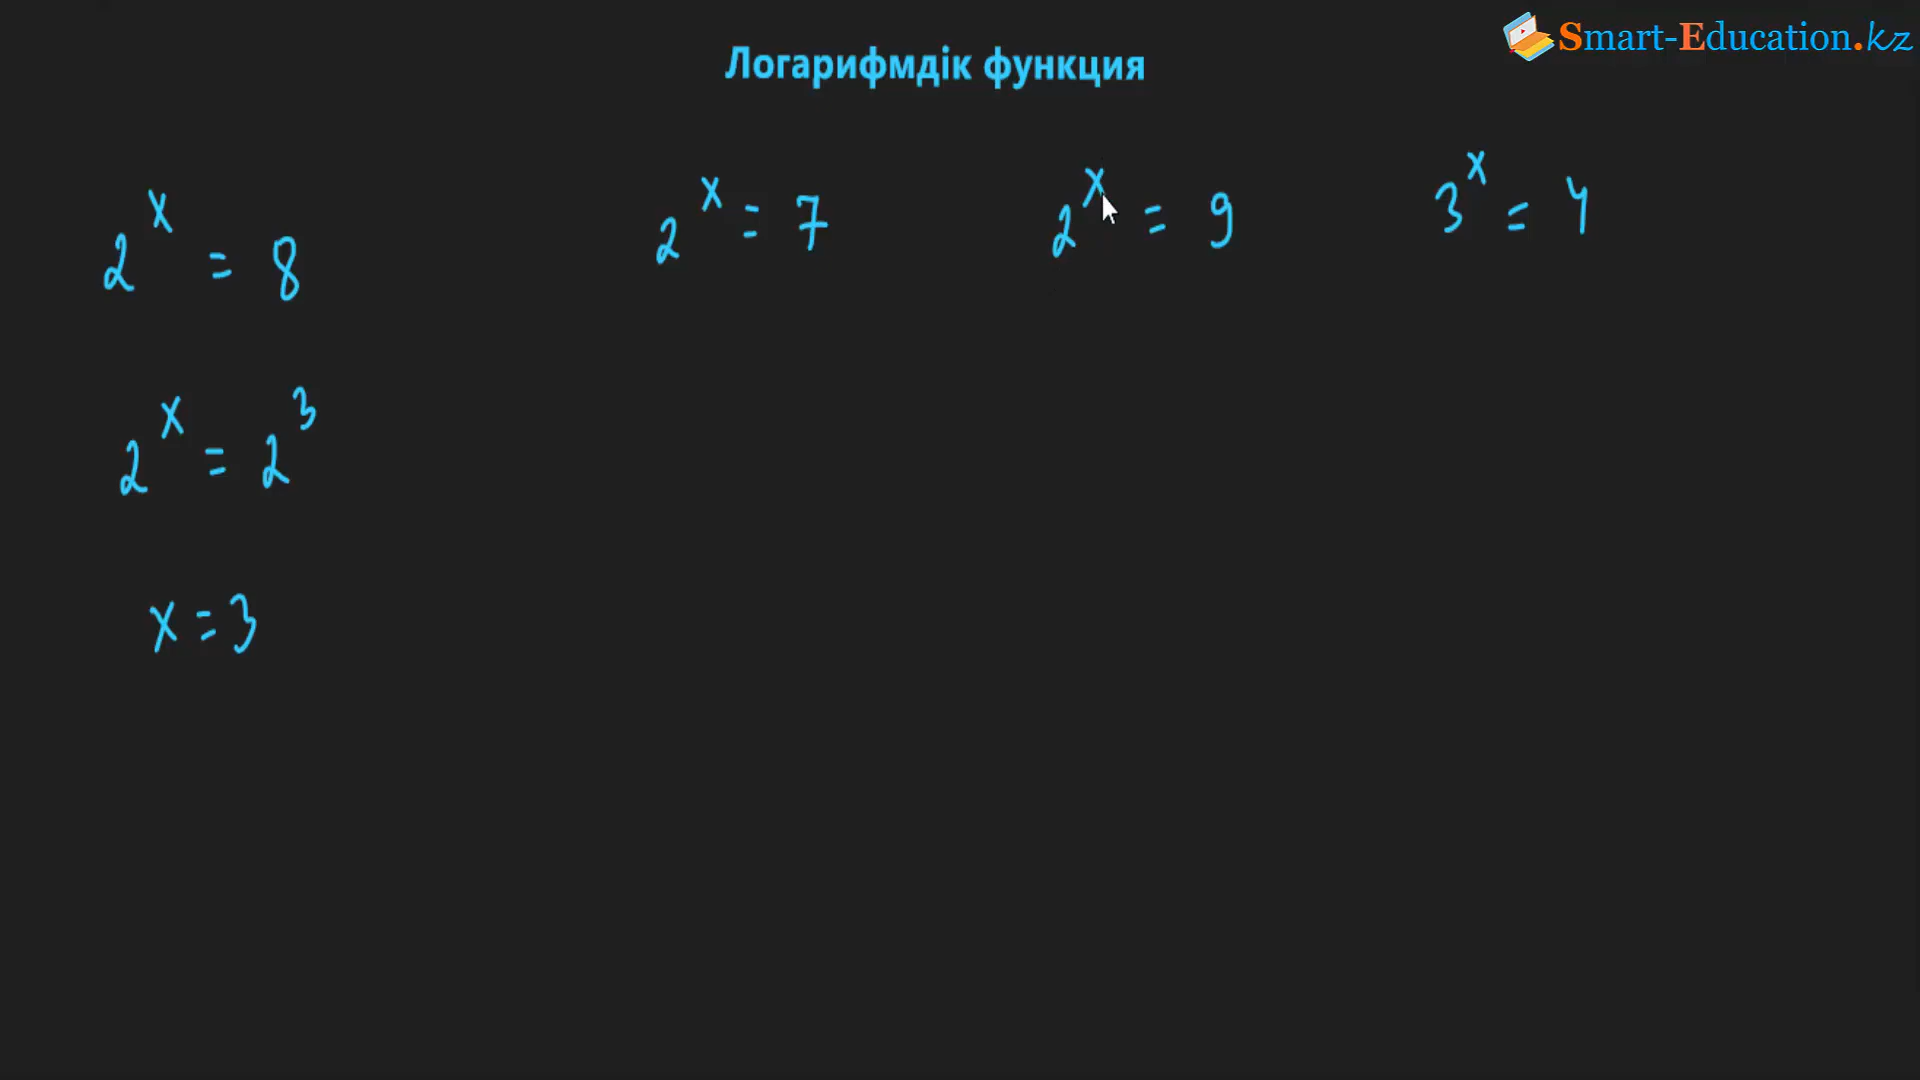 Smart-Education.kz
Логарифмдік функция
2^x = 8
2^x = 7
2^x = 9
3^x = 4
2^x = 2^3
x = 3